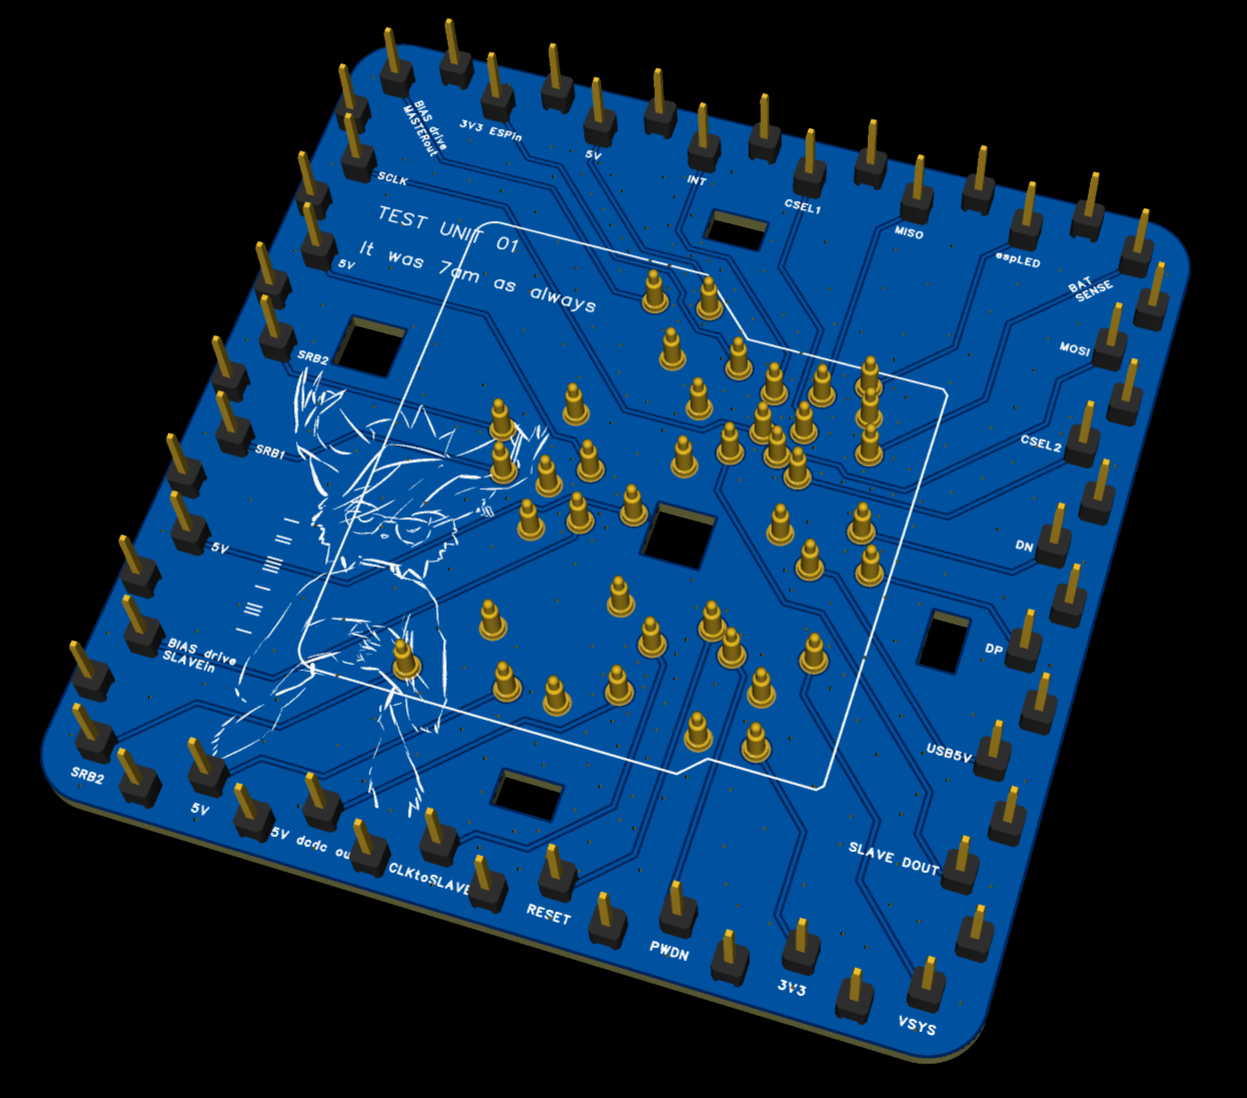 BIAS drive
MASTERout
3V3 ESPin
5V
INT
CSEL1
MISO
espLED
BAT
SENSE
SCLK
TEST UNIT 01
It was 7am as always
5V
MOSI
SRB2
CSEL2
SRB1
DN
5V
DP
BIAS drive
SLAVEin
USB5V
SRB2
5V
5V dcdc ou
CLKtoSLAVE
SLAVE DOUT
RESET
PWDN
3V3
VSYS